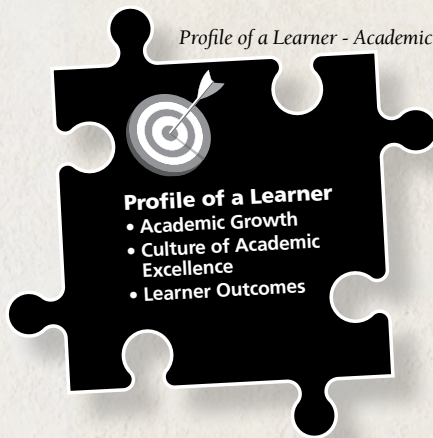 Profile of a Learner - Academic
Profile of a Learner
• Academic Growth
• Culture of Academic
Excellence
• Learner Outcomes